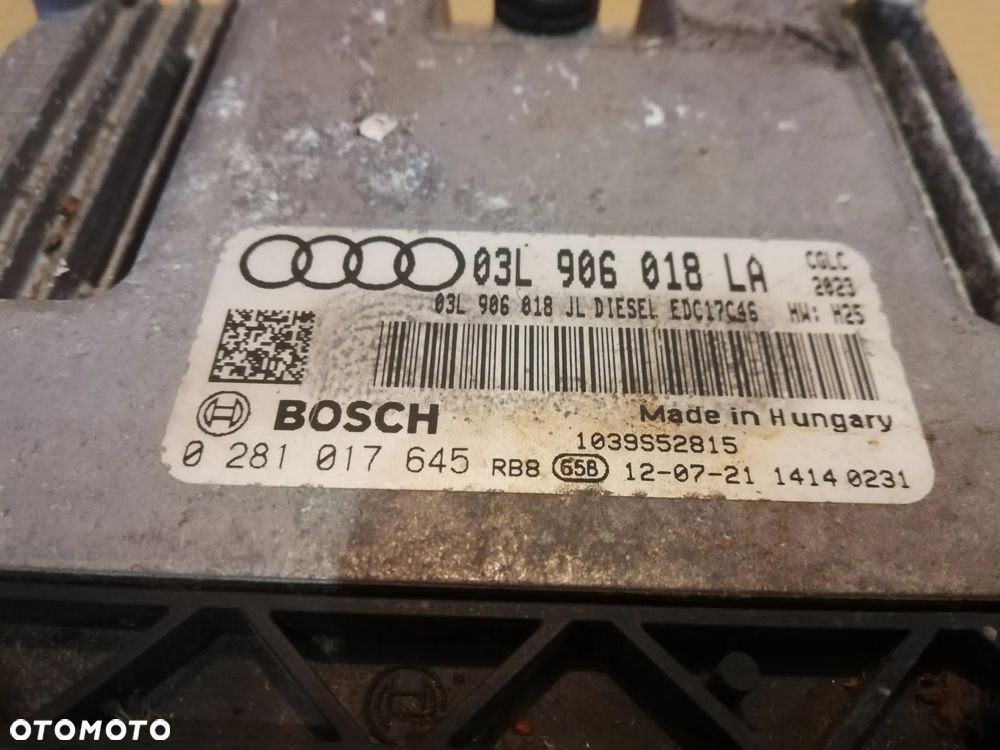 03L 906 018 LA CGLC
2023
03L 906 018 JL DIESEL EDC17C46 HW: H25
BOSCH Made in Hungary
1039S52815
0 281 017 645 RB8 65B 12-07-21 1414 0231
OTOMOTO